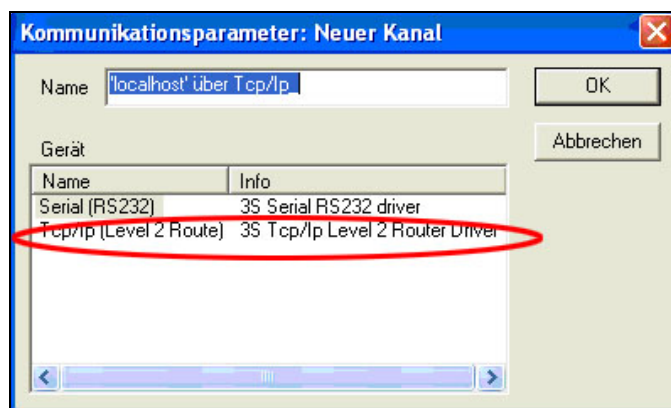 Kommunikationsparameter: Neuer Kanal
Name 'localhost' über Tcp/Ip_ OK
Abbrechen
Gerät
Name Info
Serial (RS232) 3S Serial RS232 driver
Tcp/Ip (Level 2 Route) 3S Tcp/Ip Level 2 Router Driver